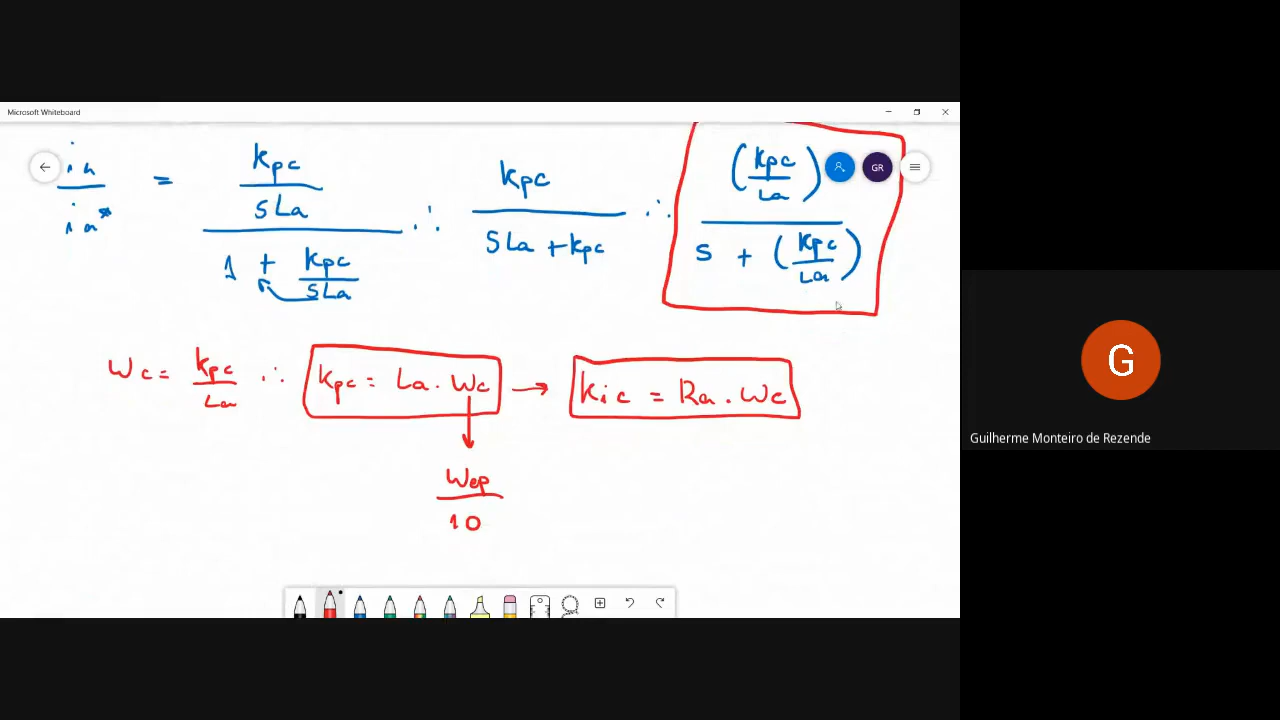 Microsoft Whiteboard
ia/ia* = (kpc/sLa)/(1 + kpc/sLa) ∴ kpc/(sLa + kpc) ∴ (kpc/La)/(s + (kpc/La))
GR
Wc = kpc/La ∴ kpc = La . Wc → kic = Ra . Wc
Wep/10
G
Guilherme Monteiro de Rezende